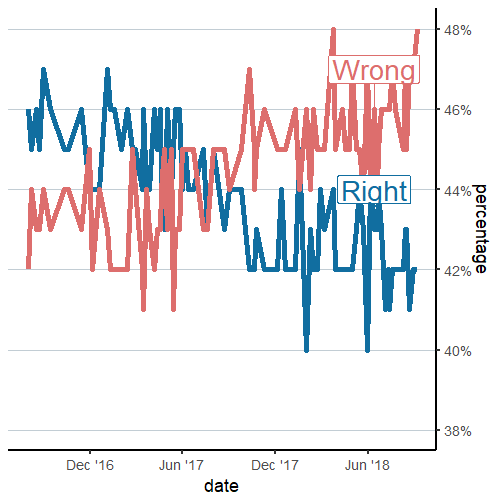 48%
Wrong
46%
Right
44%
percentage
42%
40%
38%
Dec '16 Jun '17 Dec '17 Jun '18
date